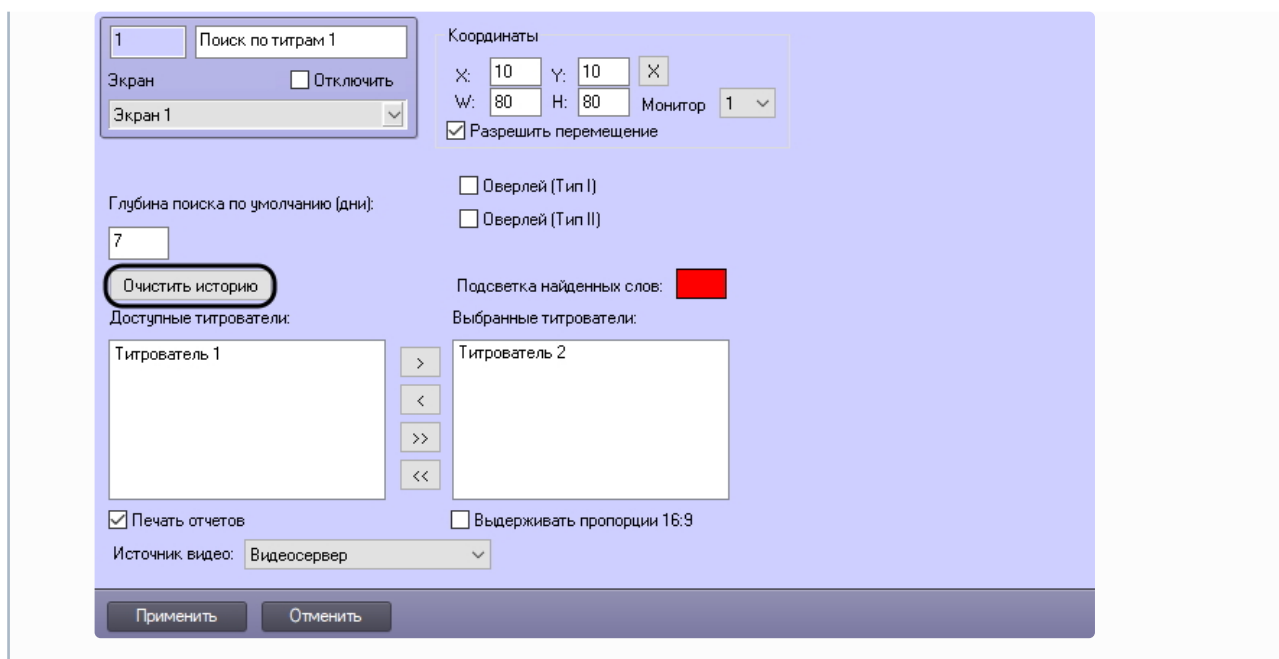 1 Поиск по титрам 1
Экран Отключить
Экран 1
Координаты
X: 10 Y: 10 X
W: 80 H: 80 Монитор 1
Разрешить перемещение
Оверлей (Тип I)
Глубина поиска по умолчанию (дни):
Оверлей (Тип II)
7
Очистить историю Подсветка найденных слов:
Доступные титрователи: Выбранные титрователи:
Титрователь 1 > Титрователь 2
<
>>
<<
Печать отчетов Выдерживать пропорции 16:9
Источник видео: Видеосервер
Применить Отменить